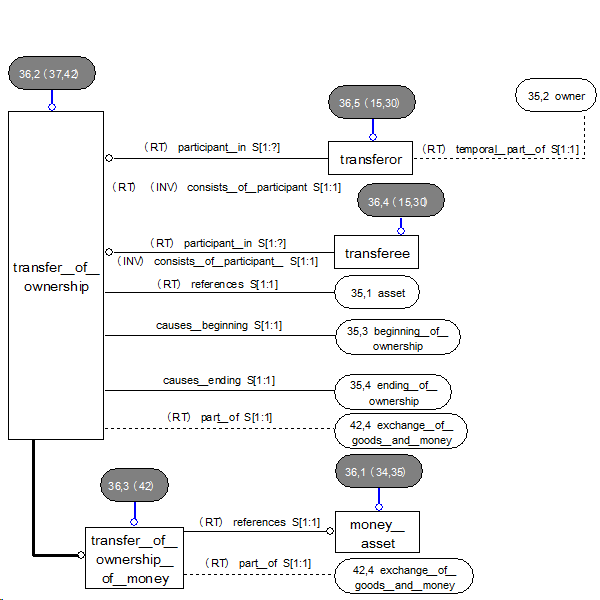 36,2 (37,42)
36,5 (15,30)
35,2 owner
(RT) participant__in S[1:?]
transferor
(RT) temporal__part__of S[1:1]
(RT) (INV) consists__of__participant S[1:1]
36,4 (15,30)
(RT) participant__in S[1:?]
transferee
(INV) consists__of__participant__ S[1:1]
transfer__of__
ownership
(RT) references S[1:1]
35,1 asset
causes__beginning S[1:1]
35,3 beginning__of__
ownership
causes__ending S[1:1]
35,4 ending__of__
ownership
(RT) part__of S[1:1]
42,4 exchange__of__
goods__and__money
36,3 (42)
36,1 (34,35)
(RT) references S[1:1]
money__
asset
transfer__of__
ownership__
of__money
(RT) part__of S[1:1]
42,4 exchange__of__
goods__and__money